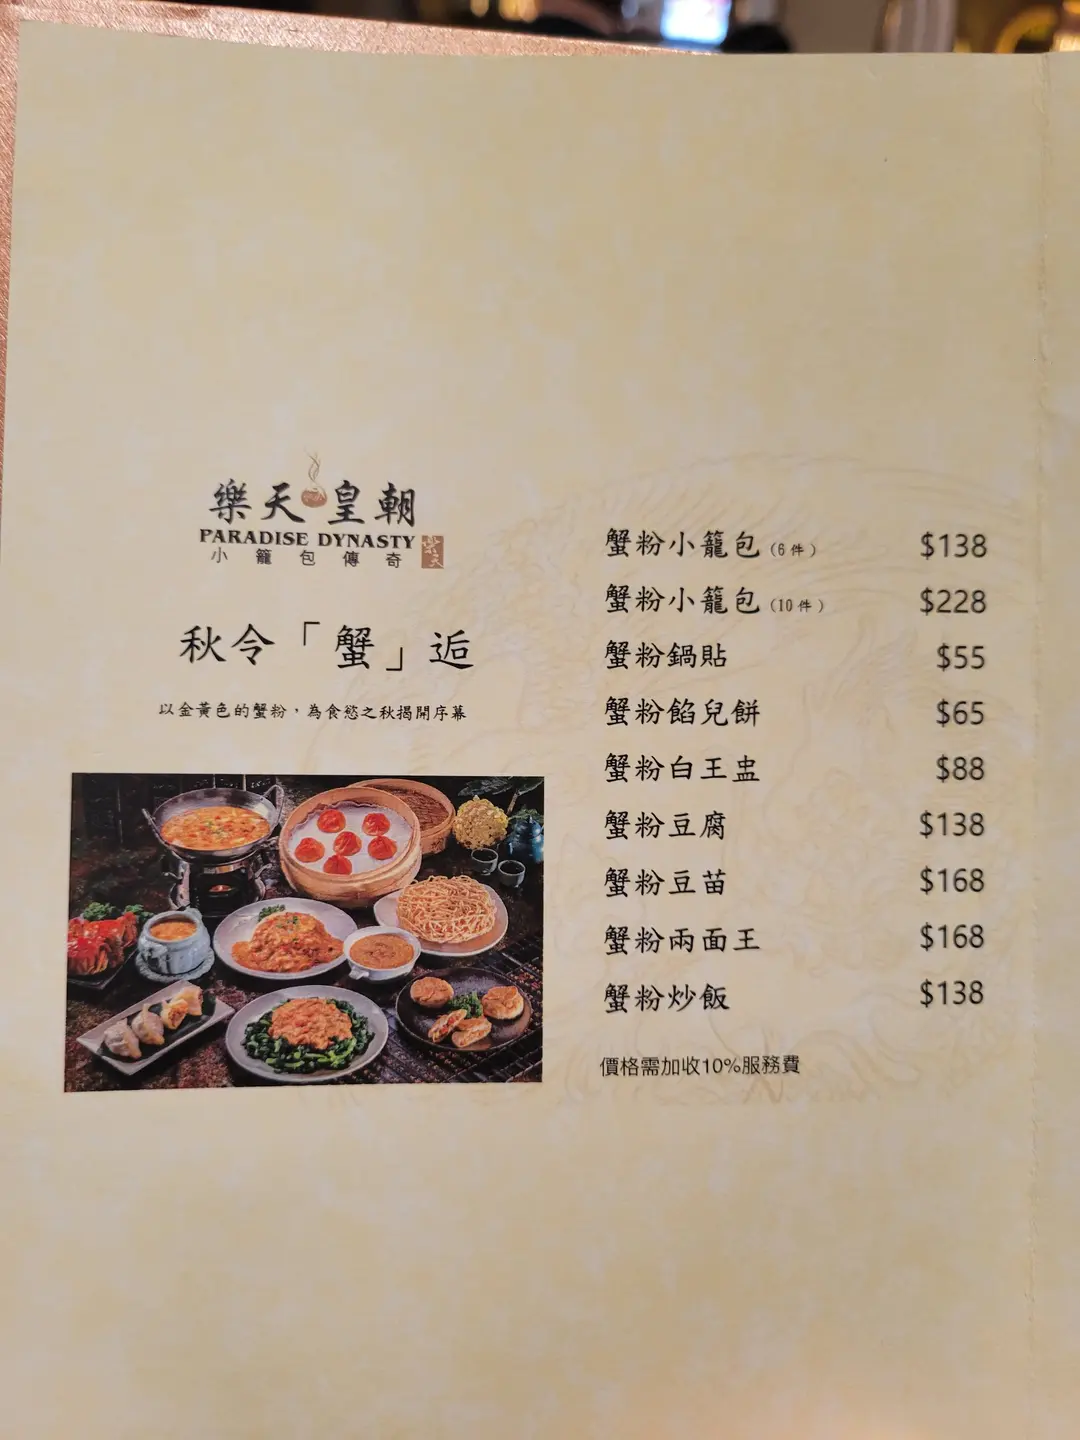 樂天皇朝
PARADISE DYNASTY
小籠包傳奇
秋令「蟹」逅
以金黃色的蟹粉，為食慾之秋揭開序幕
蟹粉小籠包(6件) $138
蟹粉小籠包(10件) $228
蟹粉鍋貼 $55
蟹粉餡兒餅 $65
蟹粉白玉盅 $88
蟹粉豆腐 $138
蟹粉豆苗 $168
蟹粉兩面王 $168
蟹粉炒飯 $138
價格需加收10%服務費